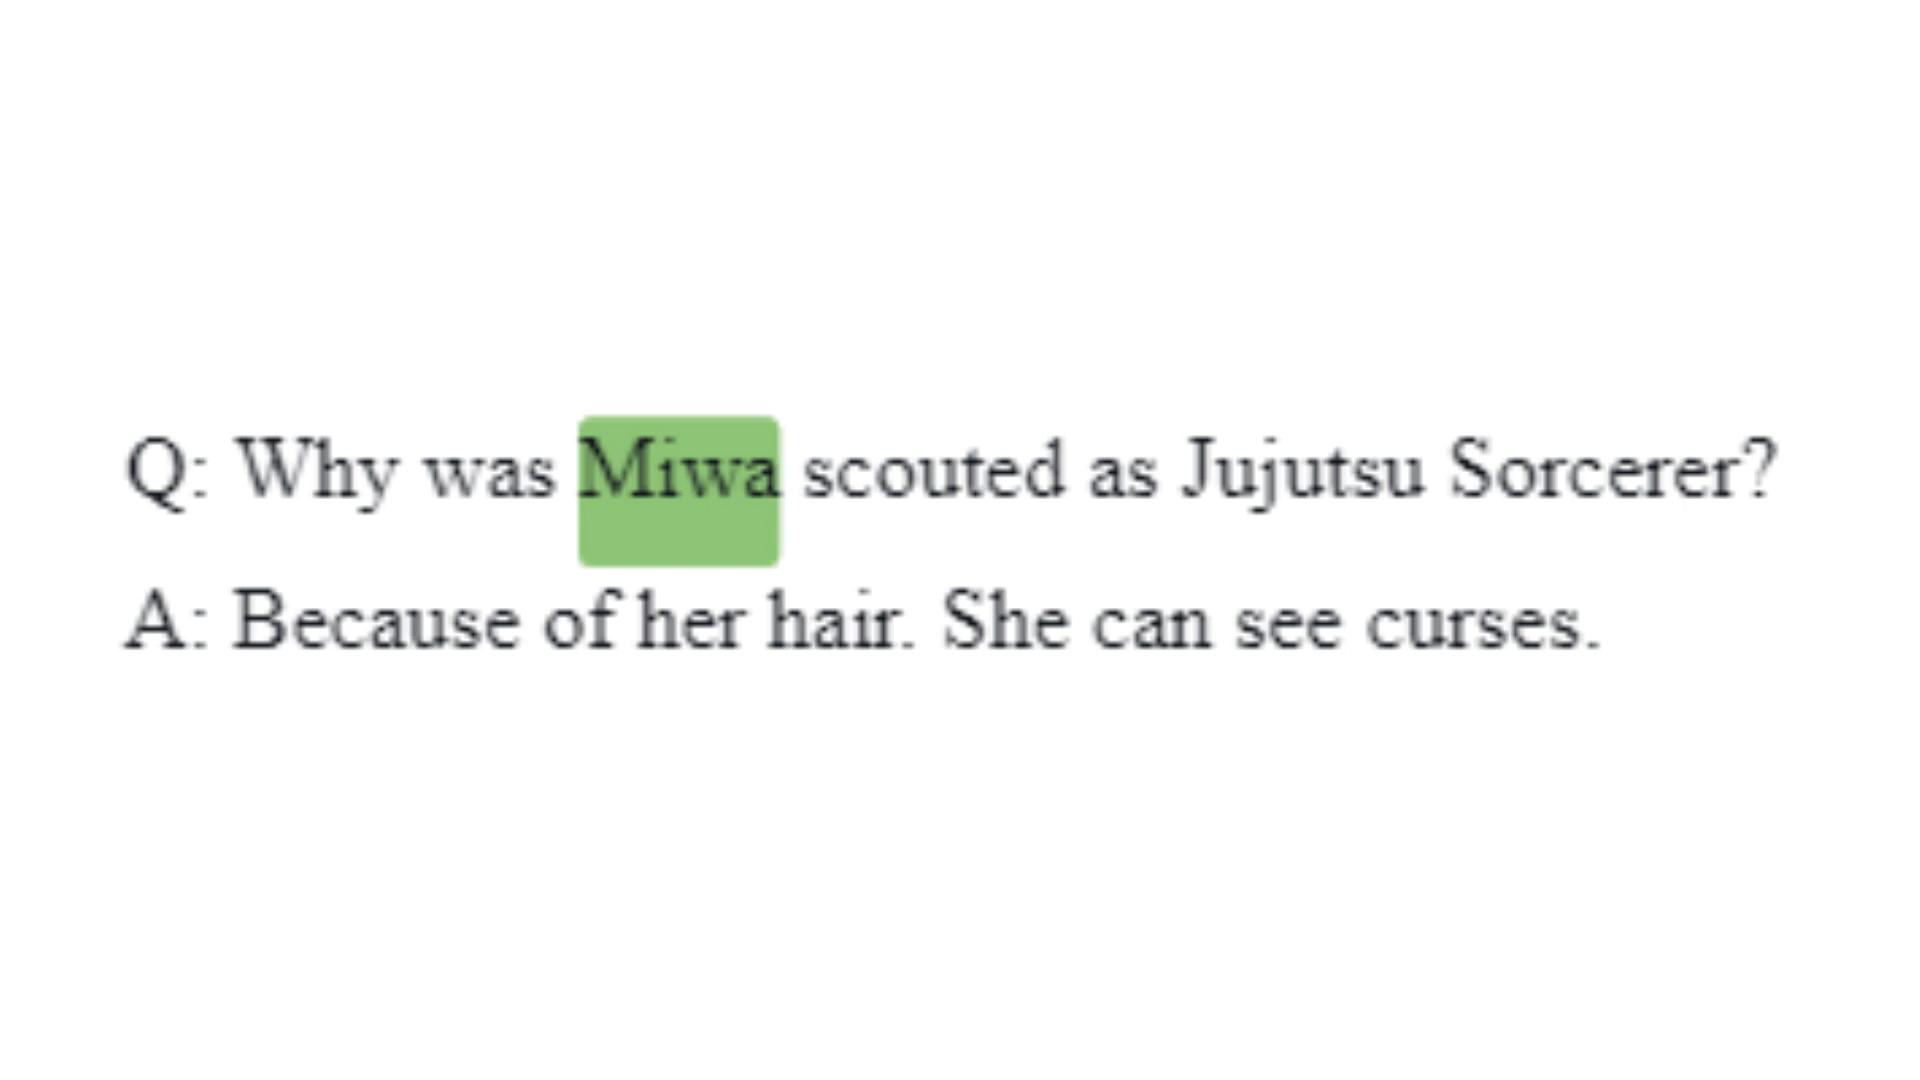 Q: Why was Miwa scouted as Jujutsu Sorcerer?
A: Because of her hair. She can see curses.